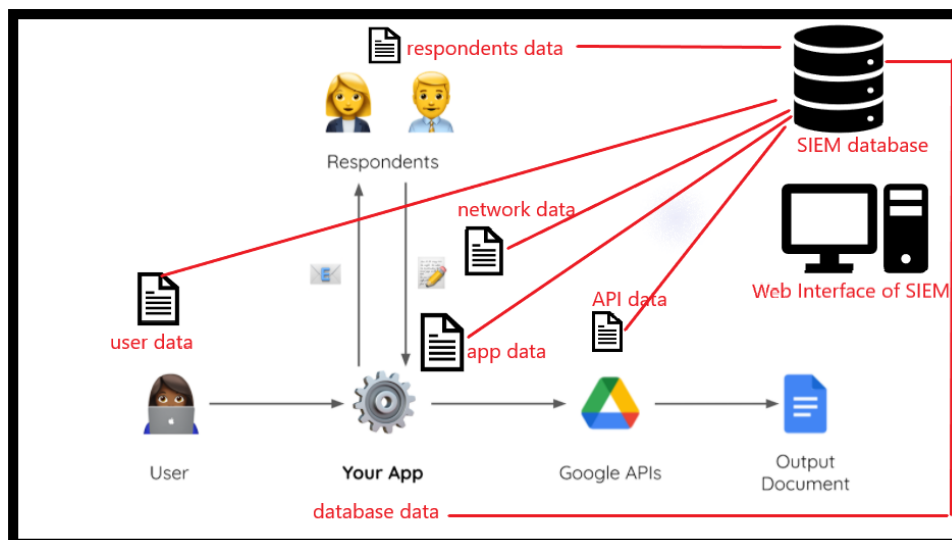 respondents data
SIEM database
Respondents
network data
Web Interface of SIEM
API data
user data
app data
User
Your App
Google APIs
Output
Document
database data